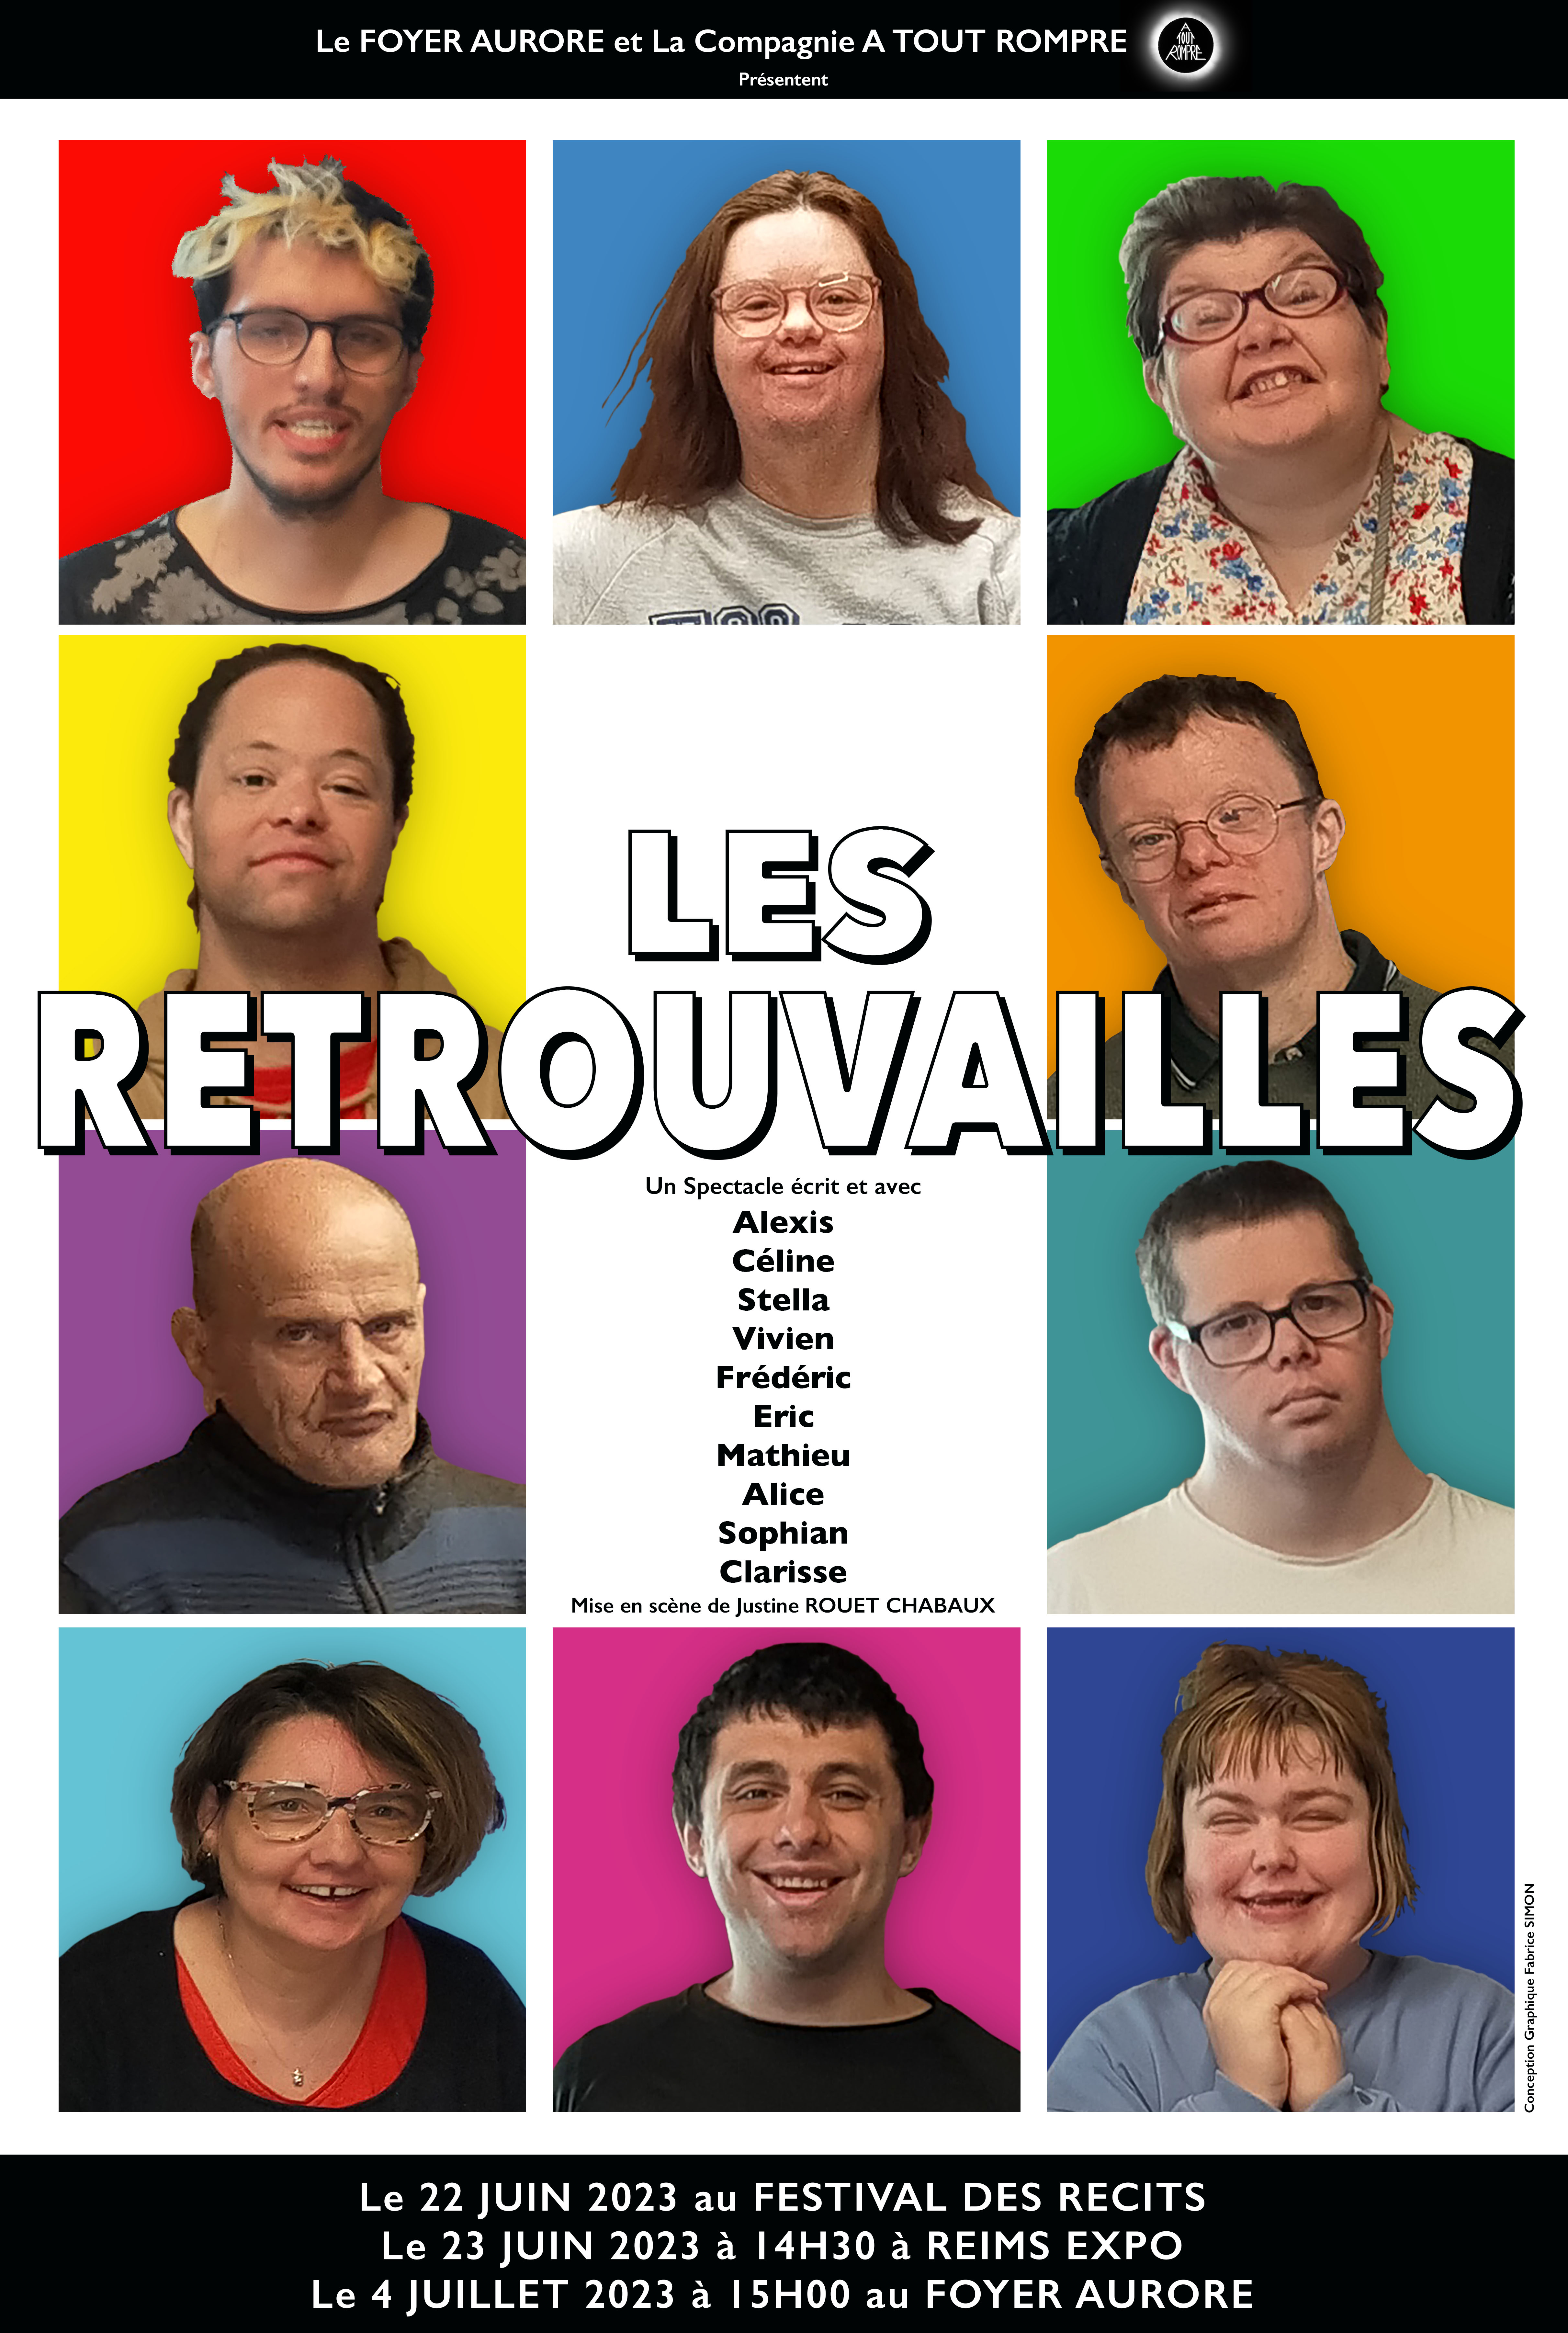 Le FOYER AURORE et La Compagnie A TOUT ROMPRE
À TOUT ROMPRE
Présentent
LES
RETROUVAILLES
Un Spectacle écrit et avec
Alexis
Céline
Stella
Vivien
Frédéric
Eric
Mathieu
Alice
Sophian
Clarisse
Mise en scène de Justine ROUET CHABAUX
Conception Graphique Fabrice SIMON
Le 22 JUIN 2023 au FESTIVAL DES RECITS
Le 23 JUIN 2023 à 14H30 à REIMS EXPO
Le 4 JUILLET 2023 à 15H00 au FOYER AURORE